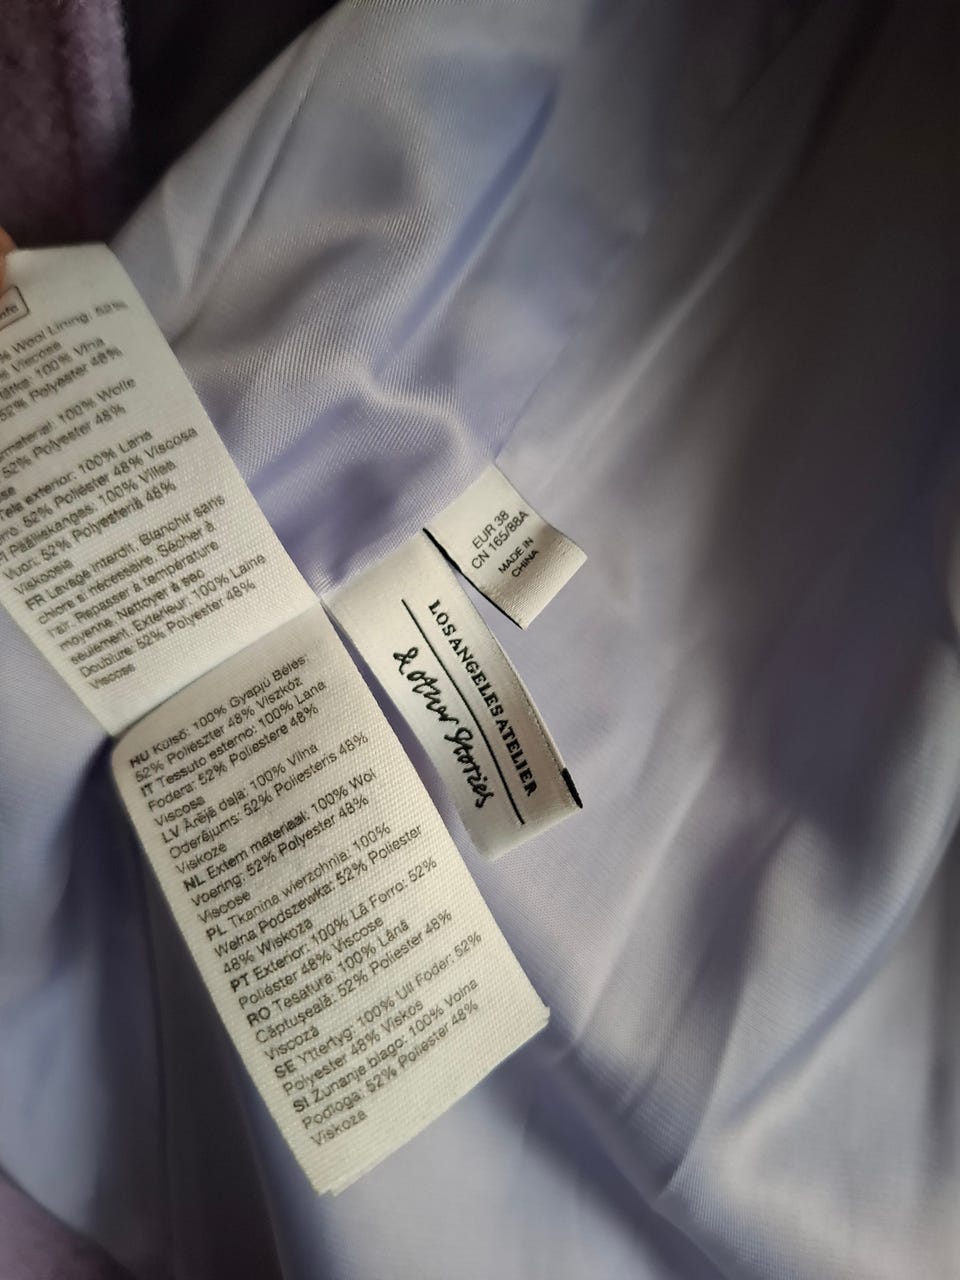 Wool Lining: 52%
Viscose
100% Vlna
52% Polyester 48%
100% Wolle
52% Polyester 48%
Tela exterior: 100% Lana
52% Poliéster 48% Viscosa
Päälikangas: 100% Villaa
Vuori: 52% Polyesteriä 48%
Viskoosia
FR Lavage interdit. Blanchir sans
chlore si nécessaire. Sécher à
l'air. Repasser à température
moyenne. Nettoyer à sec
seulement. Extérieur: 100% Laine
Doublure: 52% Polyester 48%
Viscose
HU Külső: 100% Gyapjú Bélés:
52% Poliészter 48% Viszkóz
IT Tessuto esterno: 100% Lana
Fodera: 52% Poliestere 48%
Viscosa
LV Ārējā daļa: 100% Vilna
Oderējums: 52% Poliesteris 48%
Viskoze
NL Extern materiaal: 100% Wol
Voering: 52% Polyester 48%
Viscose
PL Tkanina wierzchnia: 100%
Wełna Podszewka: 52% Poliester
48% Wiskoza
PT Exterior: 100% Lã Forro: 52%
Poliéster 48% Viscose
RO Tesatura: 100% Lână
Căptuşeală: 52% Poliester 48%
Viscoză
SE Yttertyg: 100% Ull Foder: 52%
Polyester 48% Viskos
SI Zunanje blago: 100% Volna
Podloga: 52% Poliester 48%
Viskoza
EUR 38
CN 165/88A
MADE IN
CHINA
LOS ANGELES ATELIER
& other Stories